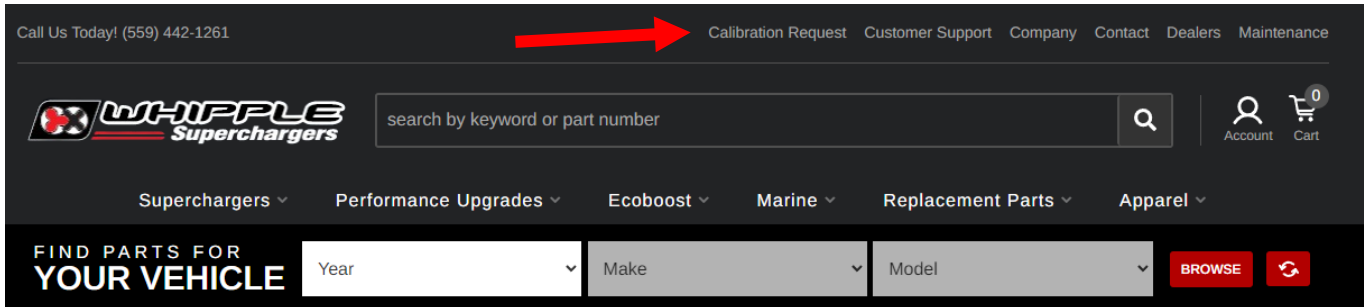 Call Us Today! (559) 442-1261
Calibration Request Customer Support Company Contact Dealers Maintenance
WHIPPLE
Superchargers
search by keyword or part number
0
Account Cart
Superchargers Performance Upgrades Ecoboost Marine Replacement Parts Apparel
FIND PARTS FOR
YOUR VEHICLE
Year Make Model BROWSE